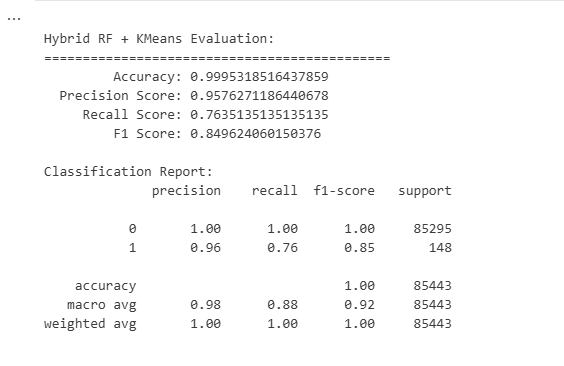 ...
Hybrid RF + KMeans Evaluation:
=============================================
Accuracy: 0.9995318516437859
Precision Score: 0.9576271186440678
Recall Score: 0.7635135135135135
F1 Score: 0.849624060150376
Classification Report:
precision recall f1-score support
0 1.00 1.00 1.00 85295
1 0.96 0.76 0.85 148
accuracy 1.00 85443
macro avg 0.98 0.88 0.92 85443
weighted avg 1.00 1.00 1.00 85443